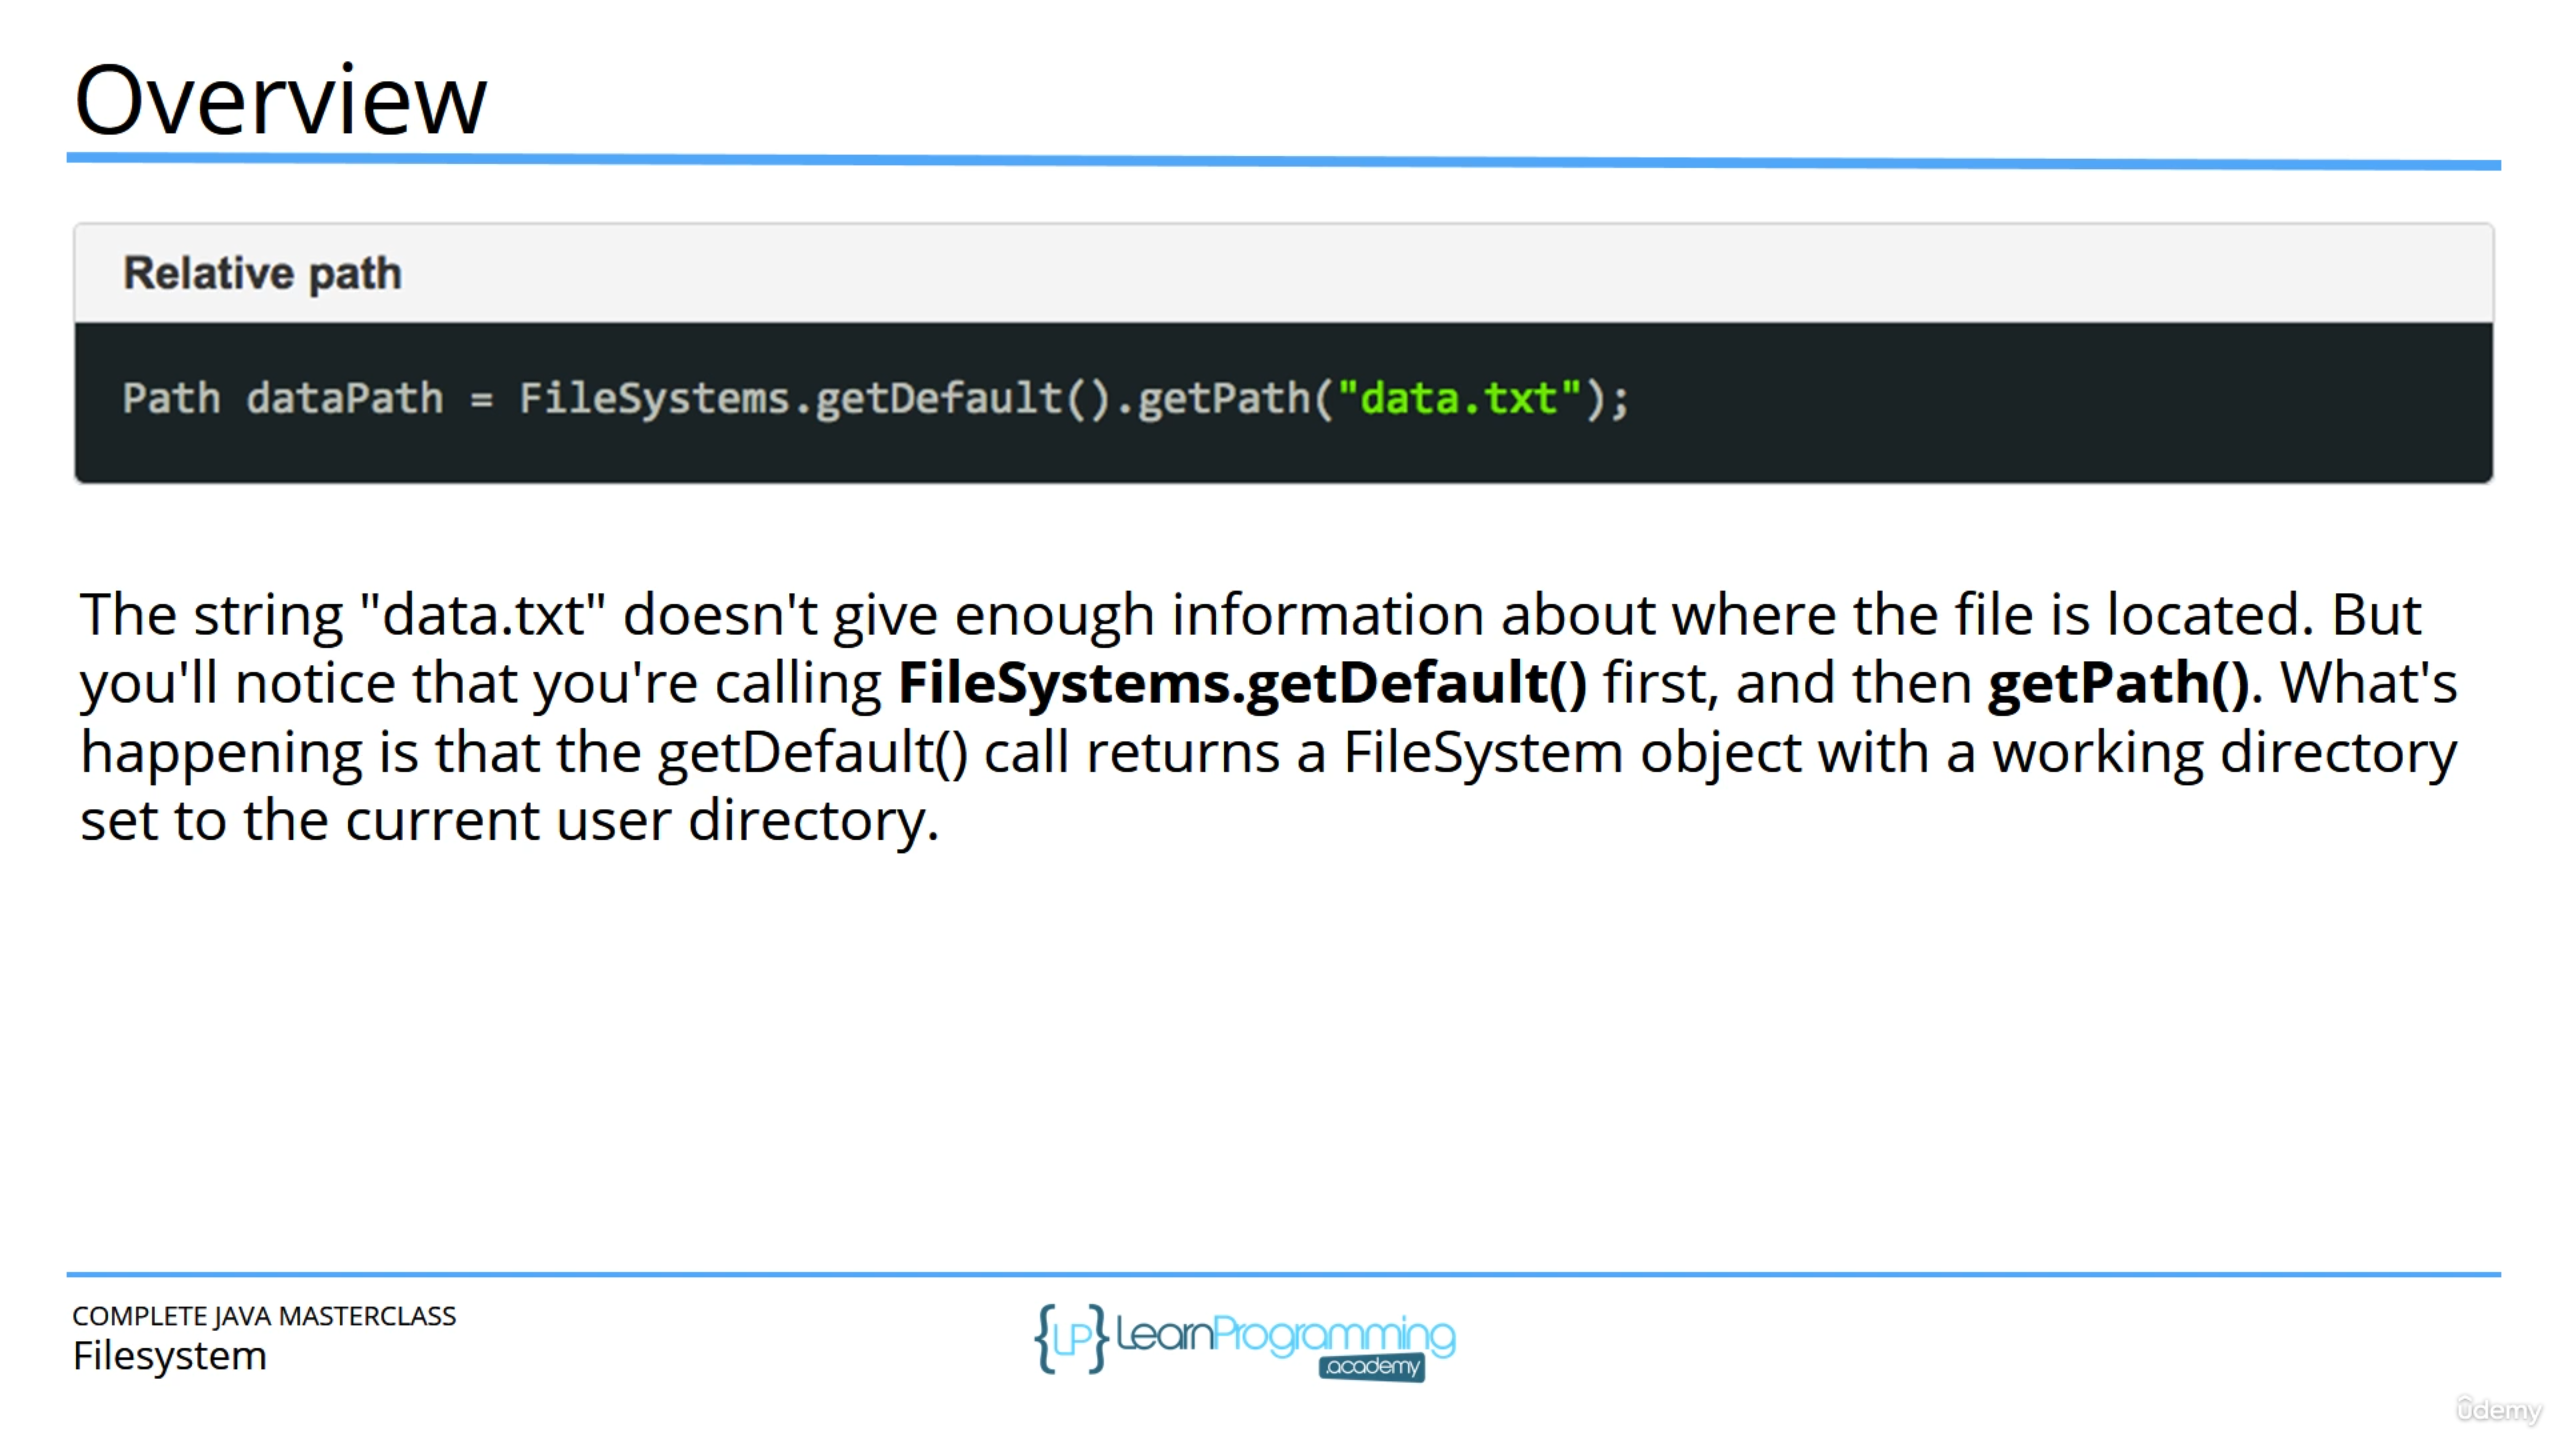 Overview
Relative path
Path dataPath = FileSystems.getDefault().getPath("data.txt");
The string "data.txt" doesn't give enough information about where the file is located. But
you'll notice that you're calling FileSystems.getDefault() first, and then getPath(). What's
happening is that the getDefault() call returns a FileSystem object with a working directory
set to the current user directory.
COMPLETE JAVA MASTERCLASS
Filesystem
{LP} LearnProgramming
.academy
udemy